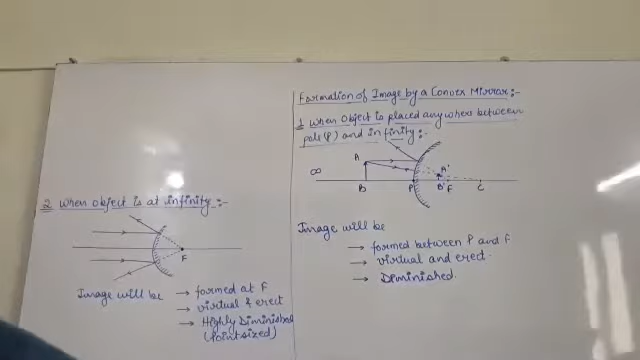 Formation of Image by a Convex Mirror:-
1 When Object is placed any where between
pole(P) and infinity:-
∞
A
B
P
A'
B'
F
C
Image will be
→ formed between P and F
→ virtual and erect.
→ Diminished.
2 When Object is at infinity:-
F
Image will be → formed at F
→ virtual & erect
→ Highly Diminished
(Point sized)